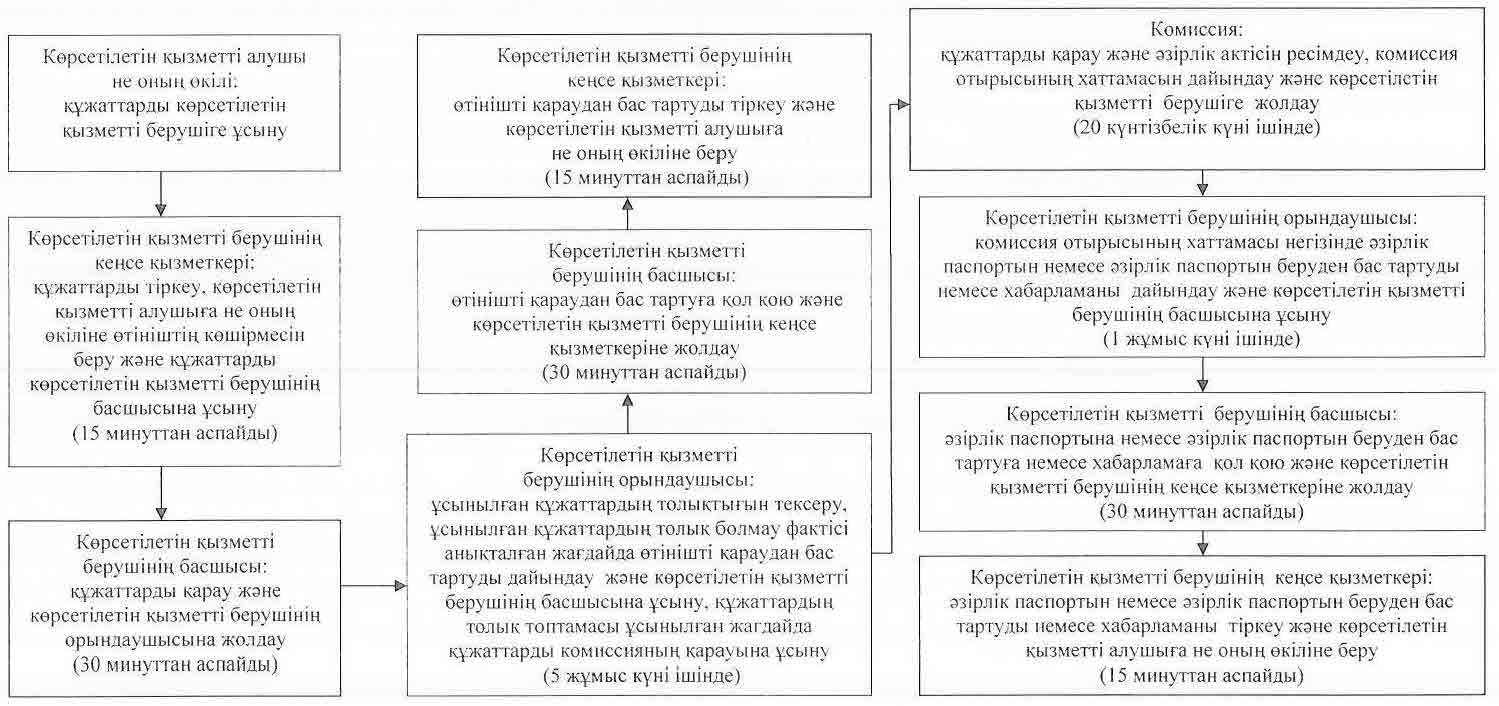 Көрсетілетін қызметті алушы
не оның өкілі:
құжаттарды көрсетілетін
қызметті берушіге ұсыну
Көрсетілетін қызметті берушінің
кеңсе қызметкері:
құжаттарды тіркеу, көрсетілетін
қызметті алушыға не оның
өкіліне өтініштің көшірмесін
беру және құжаттарды
көрсетілетін қызметті берушінің
басшысына ұсыну
(15 минуттан аспайды)
Көрсетілетін қызметті
берушінің басшысы:
құжаттарды қарау және
көрсетілетін қызметті берушінің
орындаушысына жолдау
(30 минуттан аспайды)
Көрсетілетін қызметті берушінің
кеңсе қызметкері:
өтінішті қараудан бас тартуды тіркеу және
көрсетілетін қызметті алушыға
не оның өкіліне беру
(15 минуттан аспайды)
Көрсетілетін қызметті
берушінің басшысы:
өтінішті қараудан бас тартуға қол қою және
көрсетілетін қызметті берушінің кеңсе
қызметкеріне жолдау
(30 минуттан аспайды)
Көрсетілетін қызметті
берушінің орындаушысы:
ұсынылған құжаттардың толықтығын тексеру,
ұсынылған құжаттардың толық болмау фактісі
анықталған жағдайда өтінішті қараудан бас
тартуды дайындау және көрсетілетін қызметті
берушінің басшысына ұсыну, құжаттардың
толық топтамасы ұсынылған жағдайда
құжаттарды комиссияның қарауына ұсыну
(5 жұмыс күні ішінде)
Комиссия:
құжаттарды қарау және әзірлік актісін ресімдеу, комиссия
отырысының хаттамасын дайындау және көрсетілетін
қызметті берушіге жолдау
(20 күнтізбелік күні ішінде)
Көрсетілетін қызметті берушінің орындаушысы:
комиссия отырысының хаттамасы негізінде әзірлік
паспортын немесе әзірлік паспортын беруден бас тартуды
немесе хабарламаны дайындау және көрсетілетін қызметті
берушінің басшысына ұсыну
(1 жұмыс күні ішінде)
Көрсетілетін қызметті берушінің басшысы:
әзірлік паспортына немесе әзірлік паспортын беруден бас
тартуға немесе хабарламаға қол қою және көрсетілетін
қызметті берушінің кеңсе қызметкеріне жолдау
(30 минуттан аспайды)
Көрсетілетін қызметті берушінің кеңсе қызметкері:
әзірлік паспортын немесе әзірлік паспортын беруден бас
тартуды немесе хабарламаны тіркеу және көрсетілетін
қызметті алушыға не оның өкіліне беру
(15 минуттан аспайды)